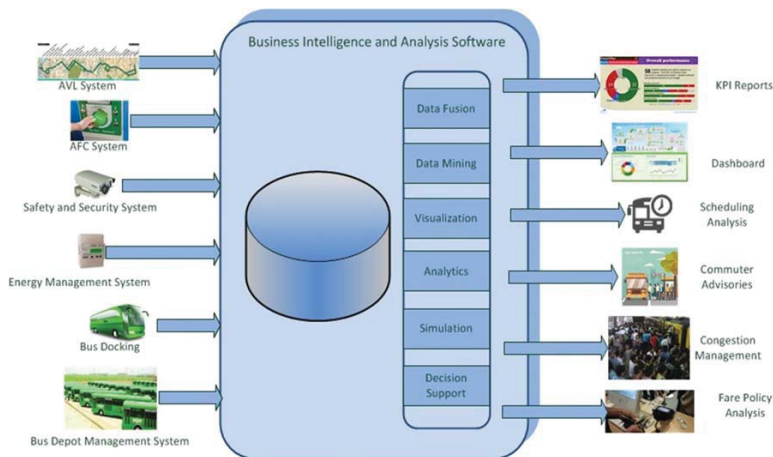 Business Intelligence and Analysis Software
AVL System
AFC System
Safety and Security System
Energy Management System
Bus Docking
Bus Depot Management System
Data Fusion
Data Mining
Visualization
Analytics
Simulation
Decision
Support
Overall performance
KPI Reports
Dashboard
Scheduling
Analysis
Commuter
Advisories
Congestion
Management
Fare Policy
Analysis